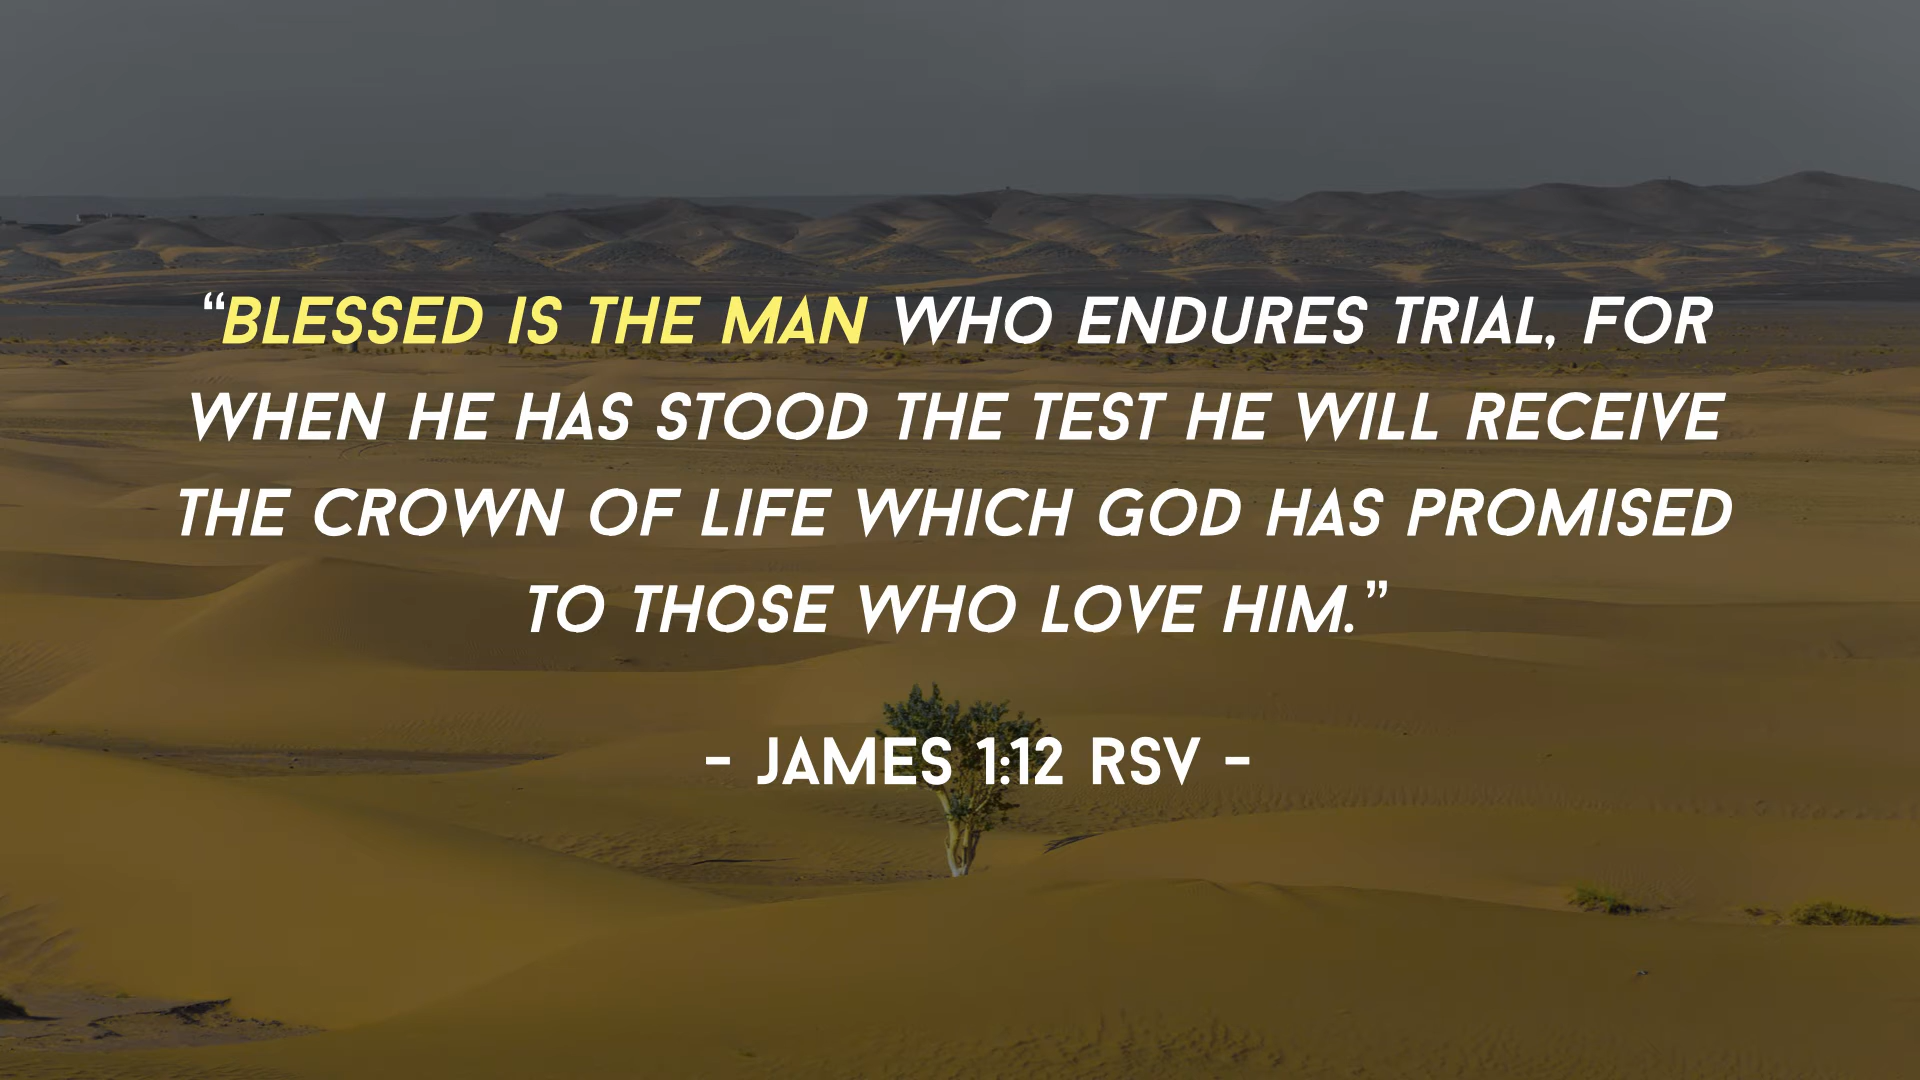 “BLESSED IS THE MAN WHO ENDURES TRIAL, FOR
WHEN HE HAS STOOD THE TEST HE WILL RECEIVE
THE CROWN OF LIFE WHICH GOD HAS PROMISED
TO THOSE WHO LOVE HIM.”
- JAMES 1:12 RSV -